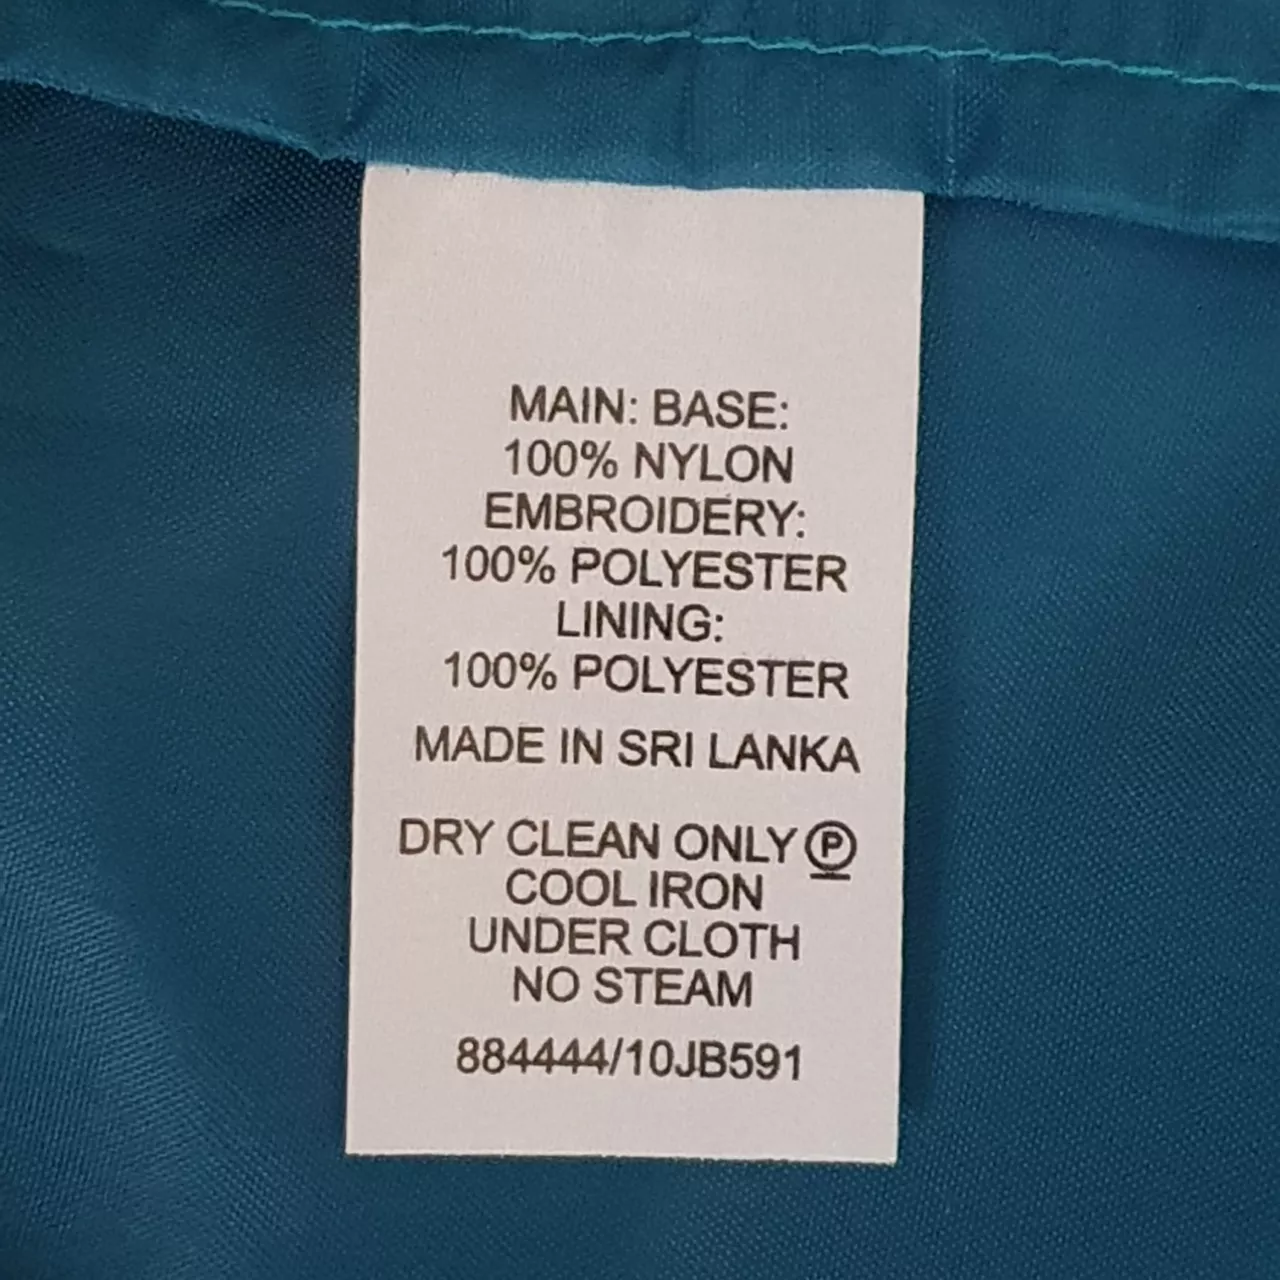 MAIN: BASE:
100% NYLON
EMBROIDERY:
100% POLYESTER
LINING:
100% POLYESTER
MADE IN SRI LANKA
DRY CLEAN ONLY Ⓟ
COOL IRON
UNDER CLOTH
NO STEAM
884444/10JB591